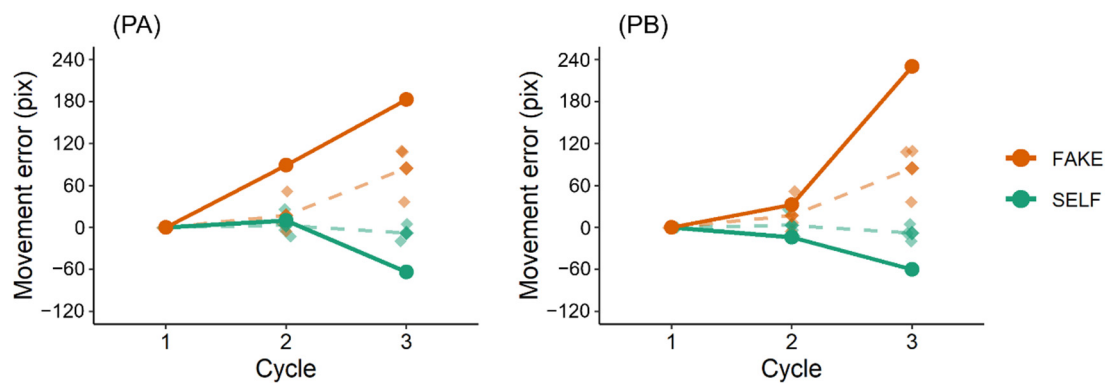 (PA)
Movement error (pix)
240
180
120
60
0
−60
−120
1 2 3
Cycle
(PB)
Movement error (pix)
240
180
120
60
0
−60
−120
1 2 3
Cycle
FAKE
SELF